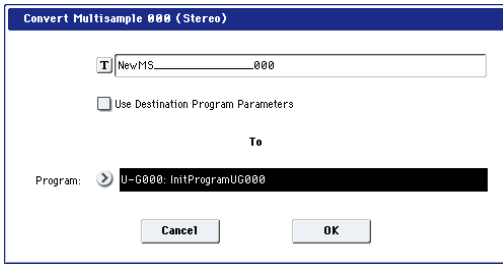 Convert Multisample 000 (Stereo)
T NewMS_______________000
Use Destination Program Parameters
To
Program: U-G000: InitProgramUG000
Cancel OK